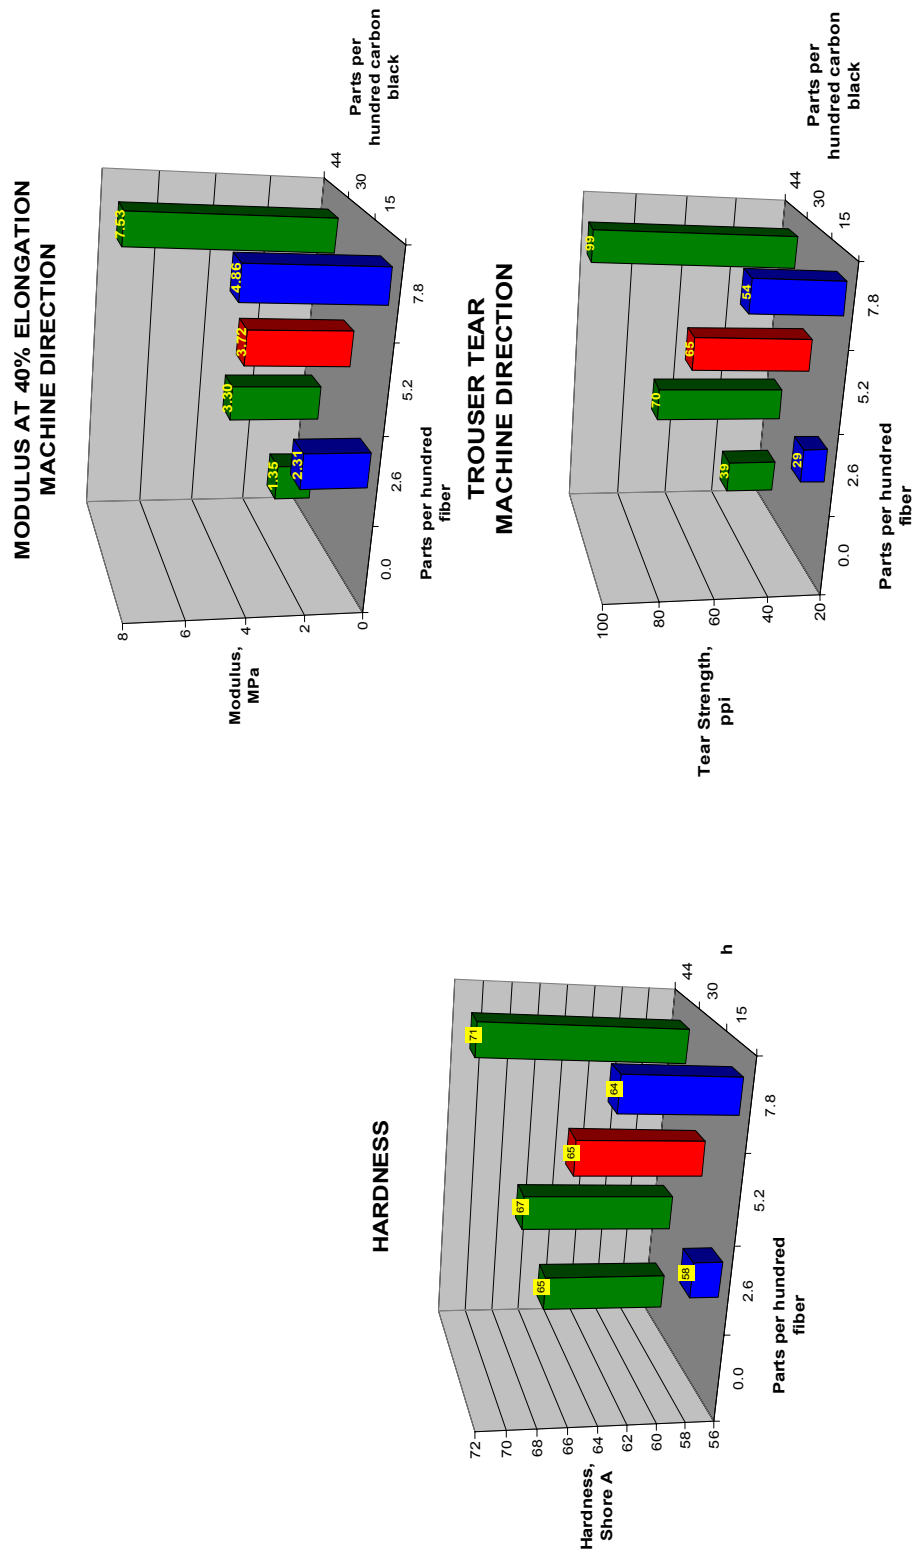 MODULUS AT 40% ELONGATION
MACHINE DIRECTION
8
6
4
2
0
Modulus,
MPa
1.35
2.31
3.30
3.72
4.86
7.53
0.0
2.6
5.2
7.8
Parts per hundred
fiber
15
30
44
Parts per
hundred carbon
black
HARDNESS
72
70
68
66
64
62
60
58
56
Hardness,
Shore A
65
58
67
65
64
71
0.0
2.6
5.2
7.8
Parts per hundred
fiber
15
30
44
h
TROUSER TEAR
MACHINE DIRECTION
100
80
60
40
20
Tear Strength,
ppi
39
29
70
65
54
99
0.0
2.6
5.2
7.8
Parts per hundred
fiber
15
30
44
Parts per
hundred carbon
black